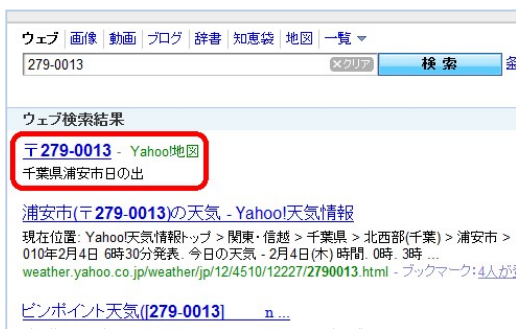 ウェブ 画像 動画 ブログ 辞書 知恵袋 地図 一覧
279-0013 ×クリア 検索
ウェブ検索結果
〒279-0013 - Yahoo!地図
千葉県浦安市日の出
浦安市(〒279-0013)の天気 - Yahoo!天気情報
現在位置: Yahoo!天気情報トップ > 関東・信越 > 千葉県 > 北西部(千葉) > 浦安市 >
010年2月4日 6時30分発表. 今日の天気 - 2月4日(木) 時間. 0時. 3時 ...
weather.yahoo.co.jp/weather/jp/12/4510/12227/2790013.html - ブックマーク:4人が
ピンポイント天気([279-0013] n ...